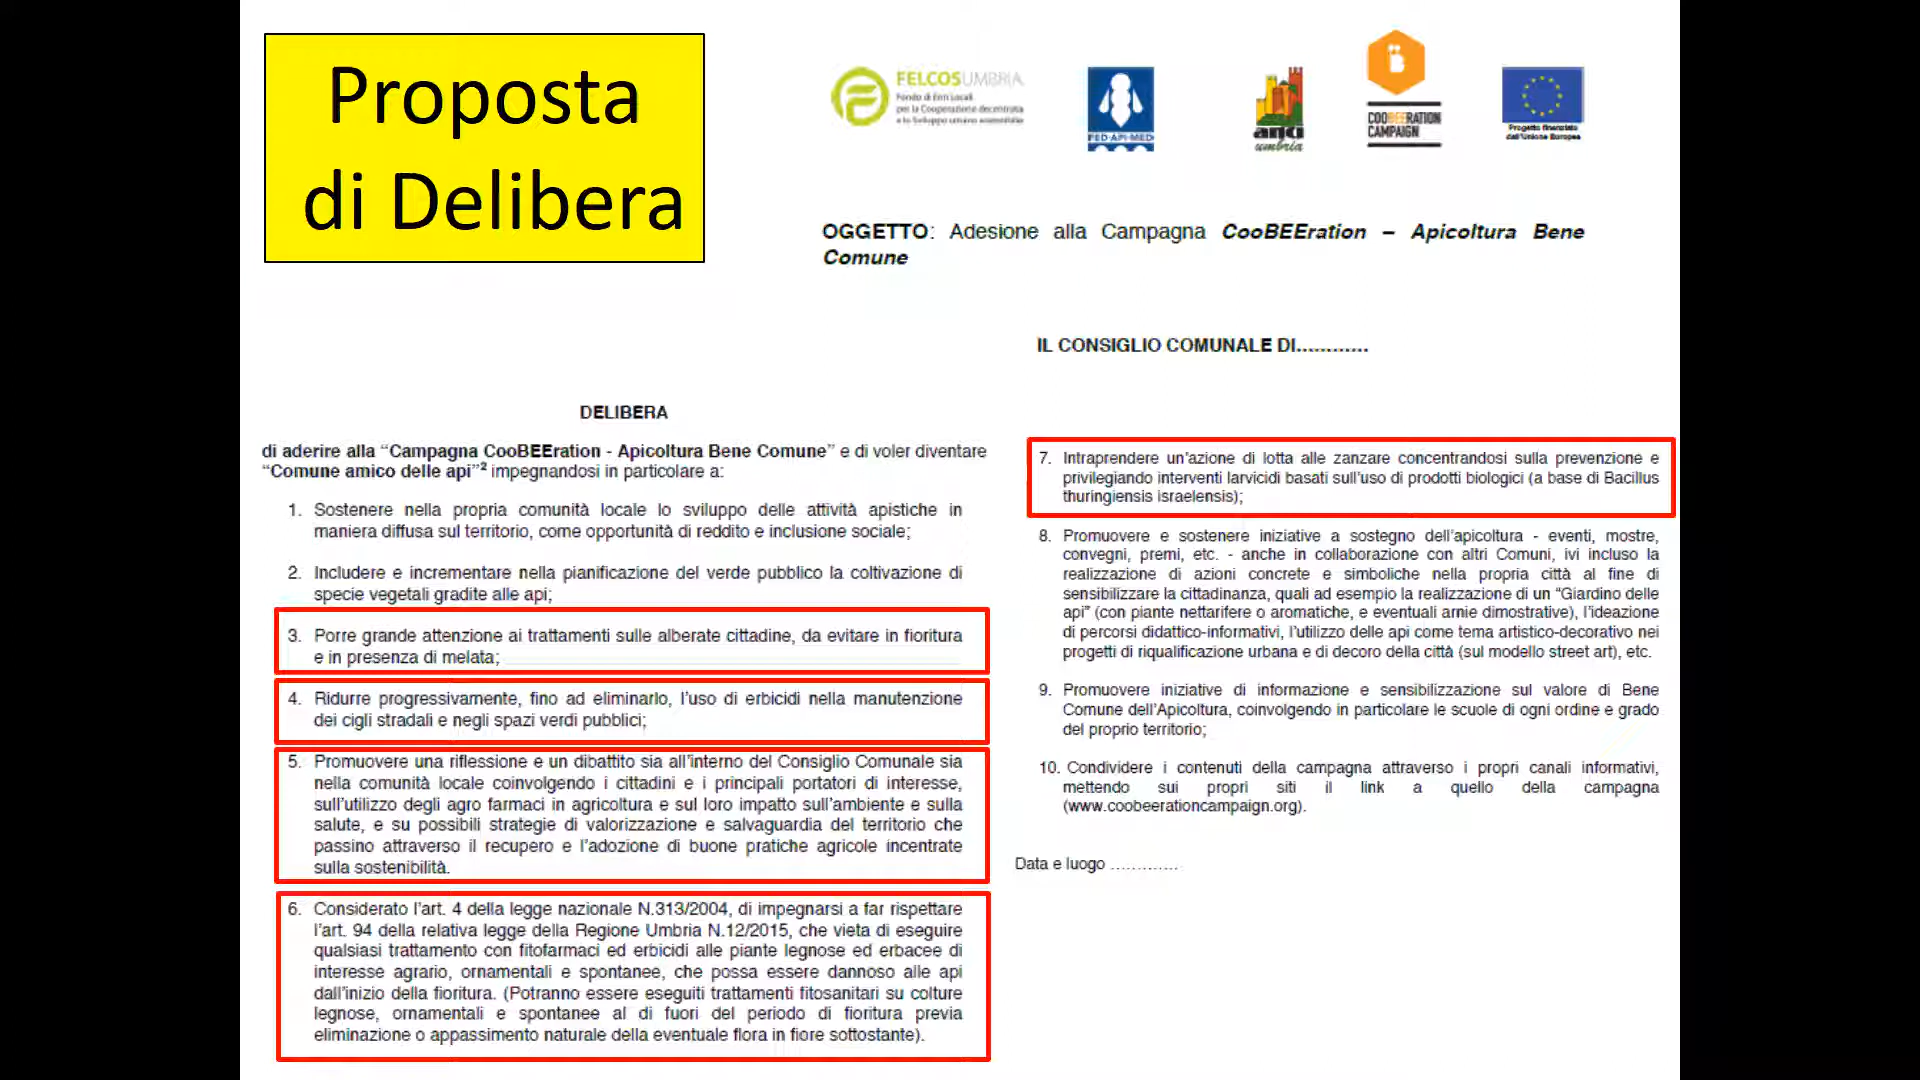 Proposta
di Delibera
FELCOSUMBRIA
Fondo di Enti Locali
per la Cooperazione decentrata
e lo Sviluppo umano sostenibile
FED-API-MED
anci
umbria
COOBEERATION
CAMPAIGN
Progetto finanziato
dall'Unione Europea
OGGETTO: Adesione alla Campagna CooBEEration – Apicoltura Bene
Comune
IL CONSIGLIO COMUNALE DI............
DELIBERA
di aderire alla “Campagna CooBEEration - Apicoltura Bene Comune” e di voler diventare
“Comune amico delle api”² impegnandosi in particolare a:
1. Sostenere nella propria comunità locale lo sviluppo delle attività apistiche in
maniera diffusa sul territorio, come opportunità di reddito e inclusione sociale;
2. Includere e incrementare nella pianificazione del verde pubblico la coltivazione di
specie vegetali gradite alle api;
3. Porre grande attenzione ai trattamenti sulle alberate cittadine, da evitare in fioritura
e in presenza di melata;
4. Ridurre progressivamente, fino ad eliminarlo, l’uso di erbicidi nella manutenzione
dei cigli stradali e negli spazi verdi pubblici;
5. Promuovere una riflessione e un dibattito sia all’interno del Consiglio Comunale sia
nella comunità locale coinvolgendo i cittadini e i principali portatori di interesse,
sull’utilizzo degli agro farmaci in agricoltura e sul loro impatto sull’ambiente e sulla
salute, e su possibili strategie di valorizzazione e salvaguardia del territorio che
passino attraverso il recupero e l’adozione di buone pratiche agricole incentrate
sulla sostenibilità.
6. Considerato l’art. 4 della legge nazionale N.313/2004, di impegnarsi a far rispettare
l’art. 94 della relativa legge della Regione Umbria N.12/2015, che vieta di eseguire
qualsiasi trattamento con fitofarmaci ed erbicidi alle piante legnose ed erbacee di
interesse agrario, ornamentali e spontanee, che possa essere dannoso alle api
dall’inizio della fioritura. (Potranno essere eseguiti trattamenti fitosanitari su colture
legnose, ornamentali e spontanee al di fuori del periodo di fioritura previa
eliminazione o appassimento naturale della eventuale flora in fiore sottostante).
7. Intraprendere un’azione di lotta alle zanzare concentrandosi sulla prevenzione e
privilegiando interventi larvicidi basati sull’uso di prodotti biologici (a base di Bacillus
thuringiensis israelensis);
8. Promuovere e sostenere iniziative a sostegno dell’apicoltura - eventi, mostre,
convegni, premi, etc. - anche in collaborazione con altri Comuni, ivi incluso la
realizzazione di azioni concrete e simboliche nella propria città al fine di
sensibilizzare la cittadinanza, quali ad esempio la realizzazione di un “Giardino delle
api” (con piante nettarifere o aromatiche, e eventuali arnie dimostrative), l’ideazione
di percorsi didattico-informativi, l’utilizzo delle api come tema artistico-decorativo nei
progetti di riqualificazione urbana e di decoro della città (sul modello street art), etc.
9. Promuovere iniziative di informazione e sensibilizzazione sul valore di Bene
Comune dell’Apicoltura, coinvolgendo in particolare le scuole di ogni ordine e grado
del proprio territorio;
10. Condividere i contenuti della campagna attraverso i propri canali informativi,
mettendo sui propri siti il link a quello della campagna
(www.coobeerationcampaign.org).
Data e luogo .............